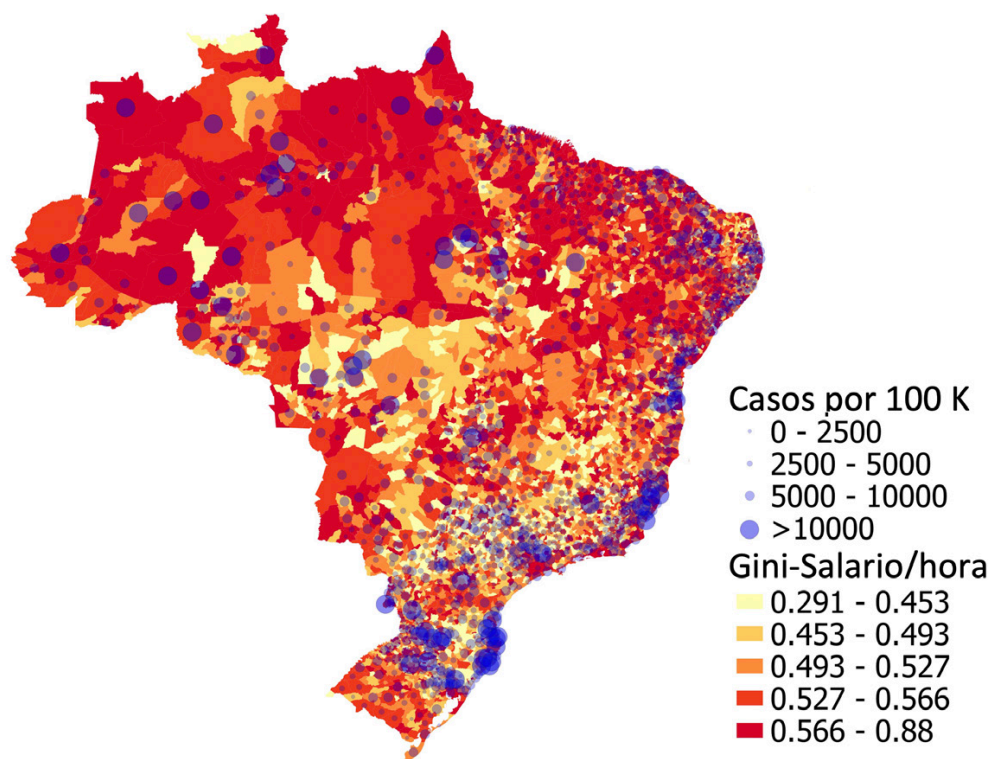 Casos por 100 K
0 - 2500
2500 - 5000
5000 - 10000
>10000
Gini-Salario/hora
0.291 - 0.453
0.453 - 0.493
0.493 - 0.527
0.527 - 0.566
0.566 - 0.88